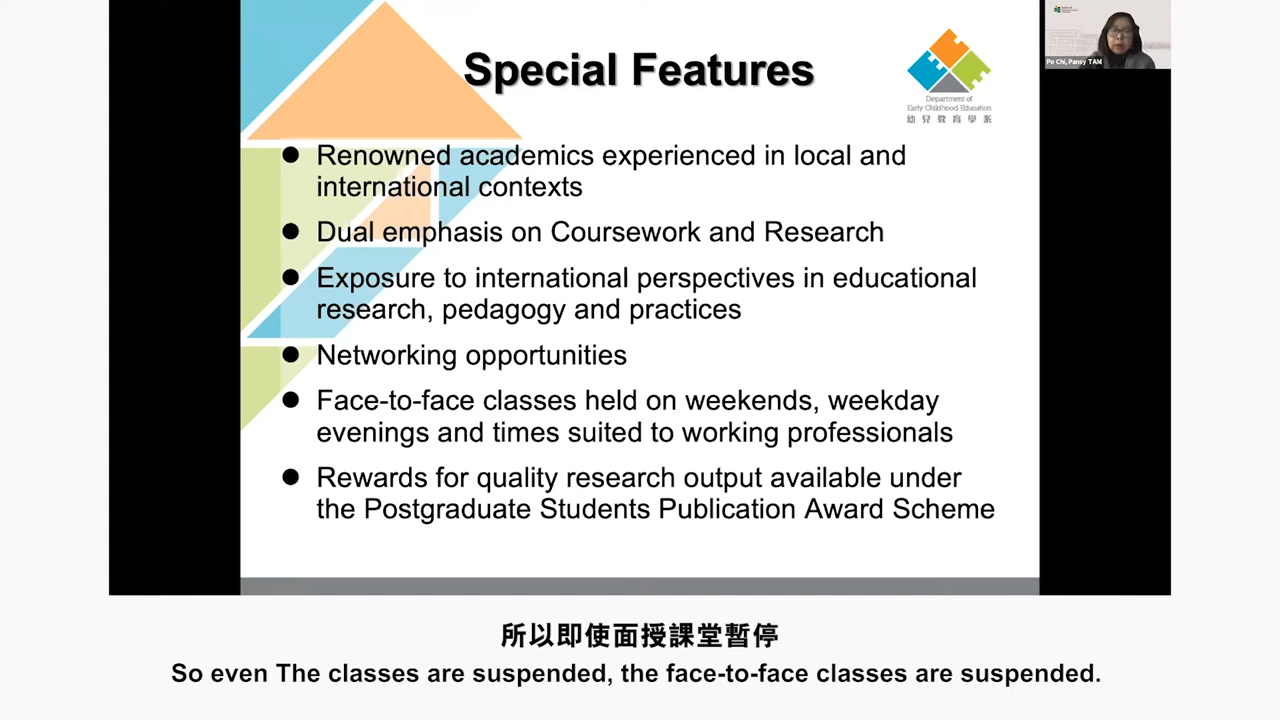 Special Features
Department of
Early Childhood Education
幼兒教育學系
Po Chi, Pansy TAM
● Renowned academics experienced in local and
international contexts
● Dual emphasis on Coursework and Research
● Exposure to international perspectives in educational
research, pedagogy and practices
● Networking opportunities
● Face-to-face classes held on weekends, weekday
evenings and times suited to working professionals
● Rewards for quality research output available under
the Postgraduate Students Publication Award Scheme
所以即使面授課堂暫停
So even The classes are suspended, the face-to-face classes are suspended.